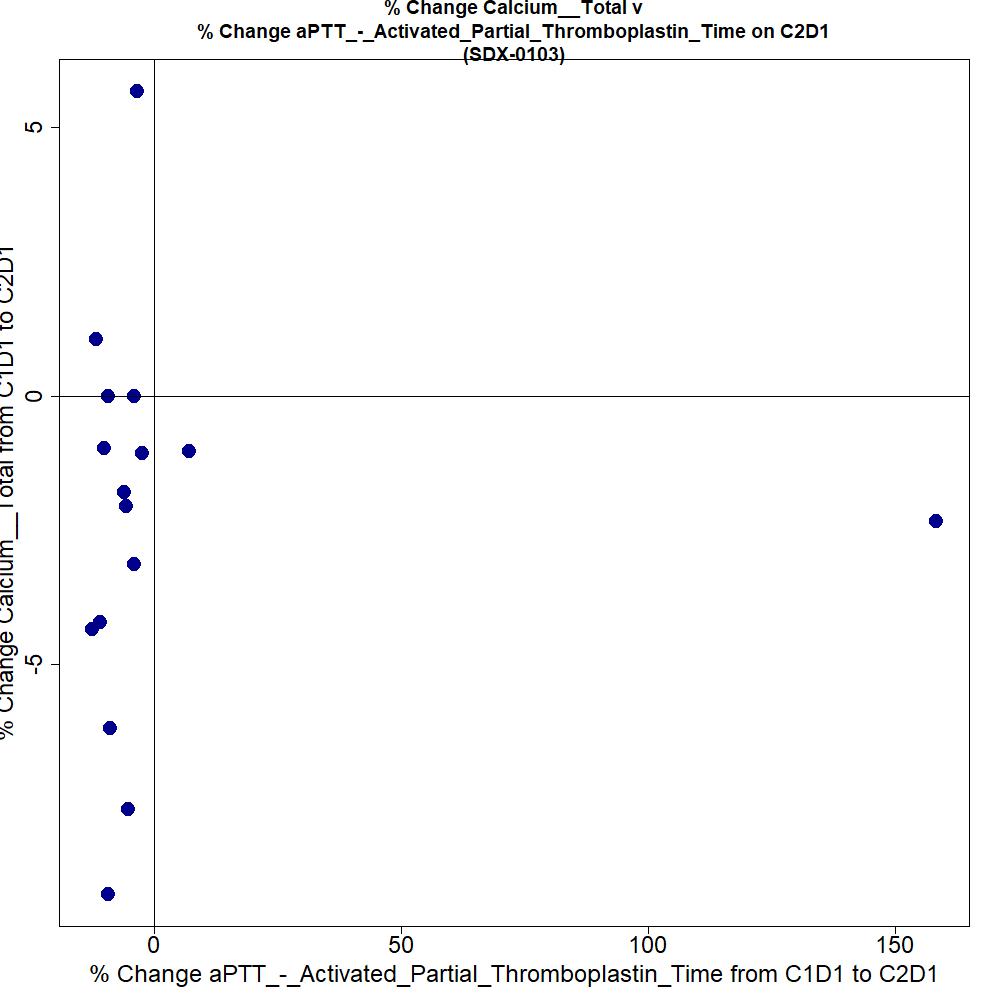 % Change Calcium__Total v
% Change aPTT_-_Activated_Partial_Thromboplastin_Time on C2D1
(SDX-0103)
% Change Calcium__Total from C1D1 to C2D1
5
0
-5
0
50
100
150
% Change aPTT_-_Activated_Partial_Thromboplastin_Time from C1D1 to C2D1